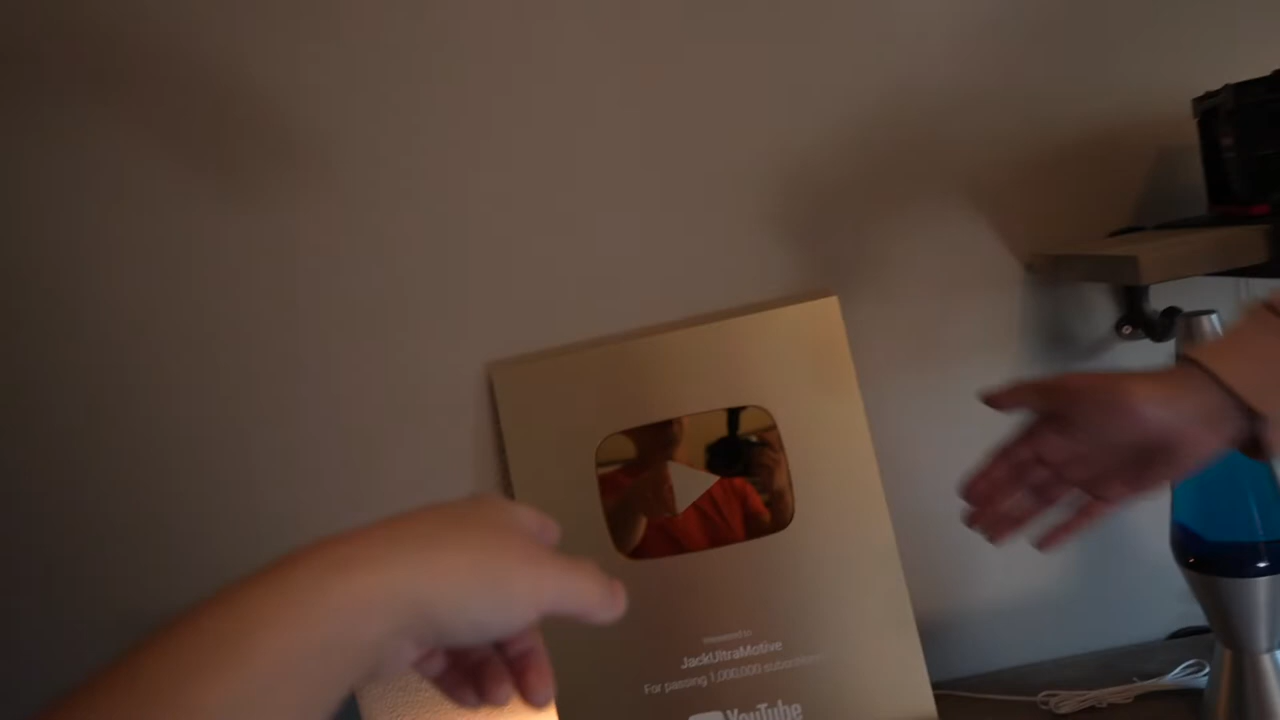 Presented to
JackUltraMotive
For passing 1,000,000 subscribers
YouTube